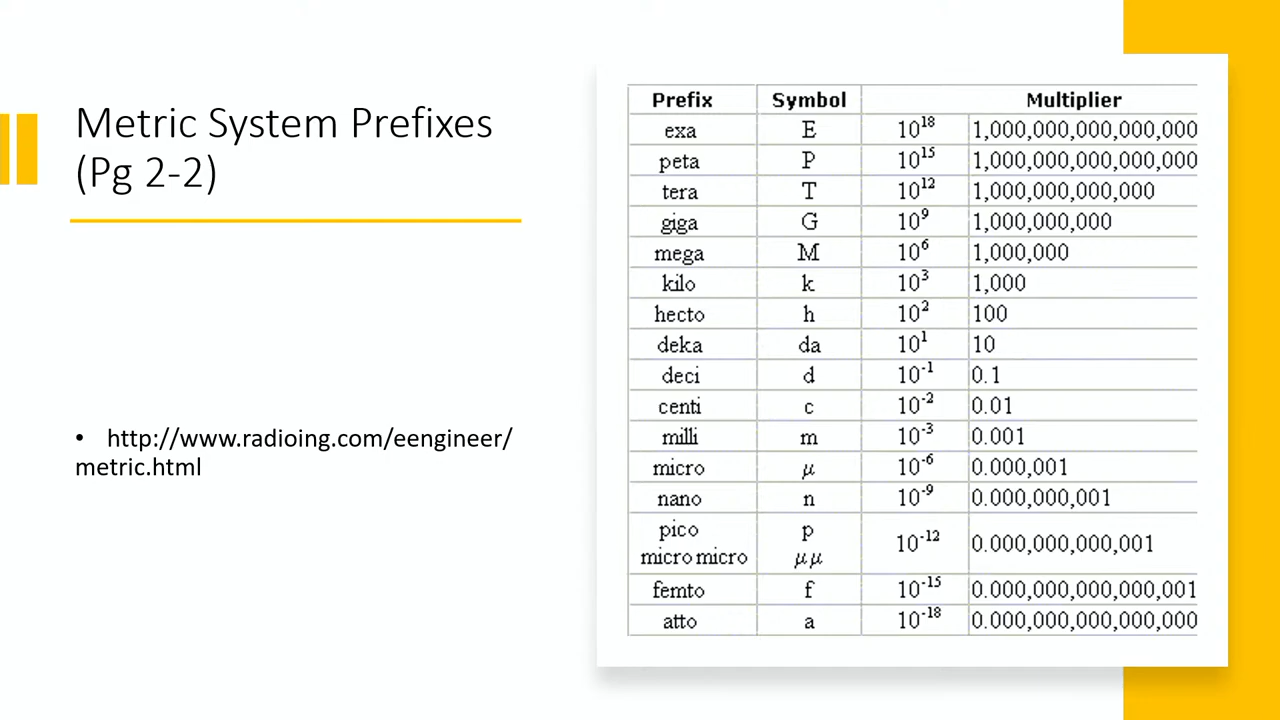 Metric System Prefixes
(Pg 2-2)
• http://www.radioing.com/eengineer/
metric.html
Prefix Symbol Multiplier
exa E 10^18 1,000,000,000,000,000
peta P 10^15 1,000,000,000,000,000
tera T 10^12 1,000,000,000,000
giga G 10^9 1,000,000,000
mega M 10^6 1,000,000
kilo k 10^3 1,000
hecto h 10^2 100
deka da 10^1 10
deci d 10^-1 0.1
centi c 10^-2 0.01
milli m 10^-3 0.001
micro μ 10^-6 0.000,001
nano n 10^-9 0.000,000,001
pico p
10^-12 0.000,000,000,001
micro micro μμ
femto f 10^-15 0.000,000,000,000,001
atto a 10^-18 0.000,000,000,000,000